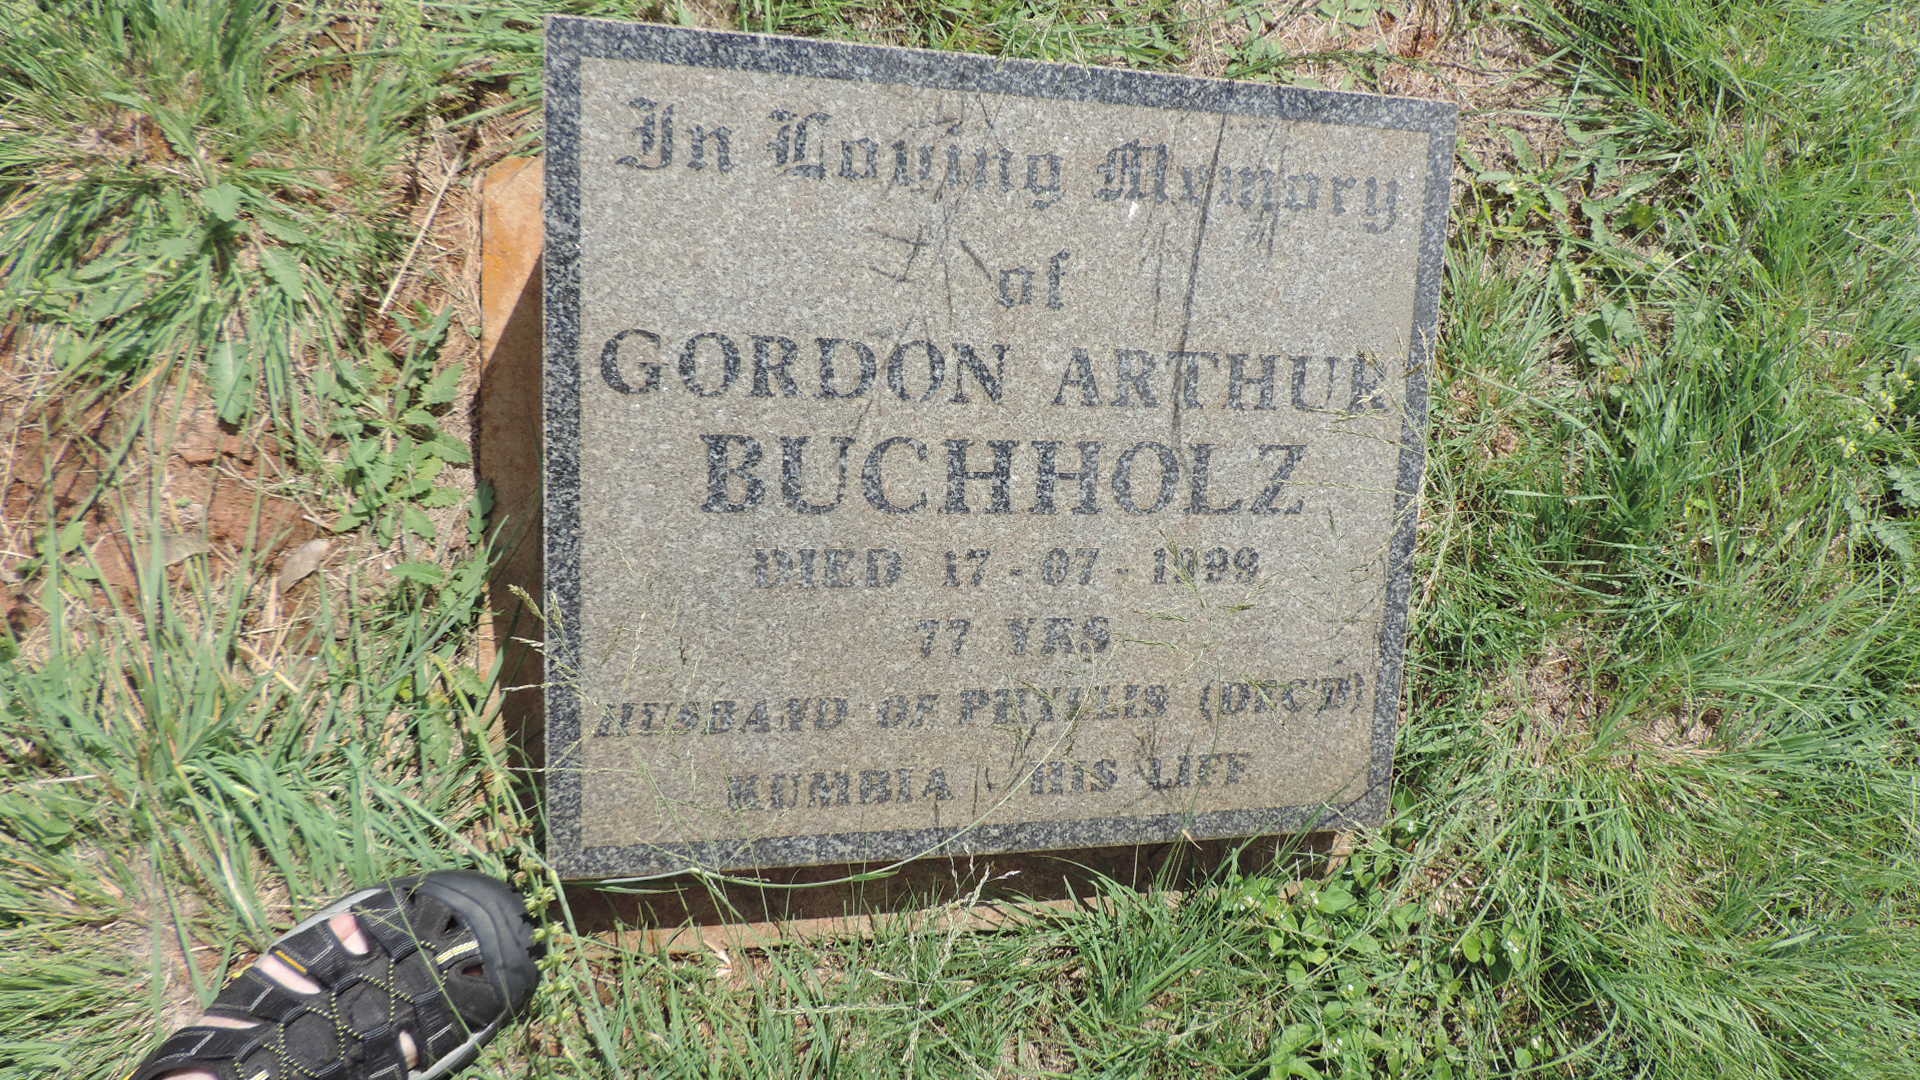 In Loving Memory
of
GORDON ARTHUR
BUCHHOLZ
DIED 17-07-1999
77 YRS
HUSBAND OF PHYLLIS (DEC'D)
KUMBIA - HIS LIFE